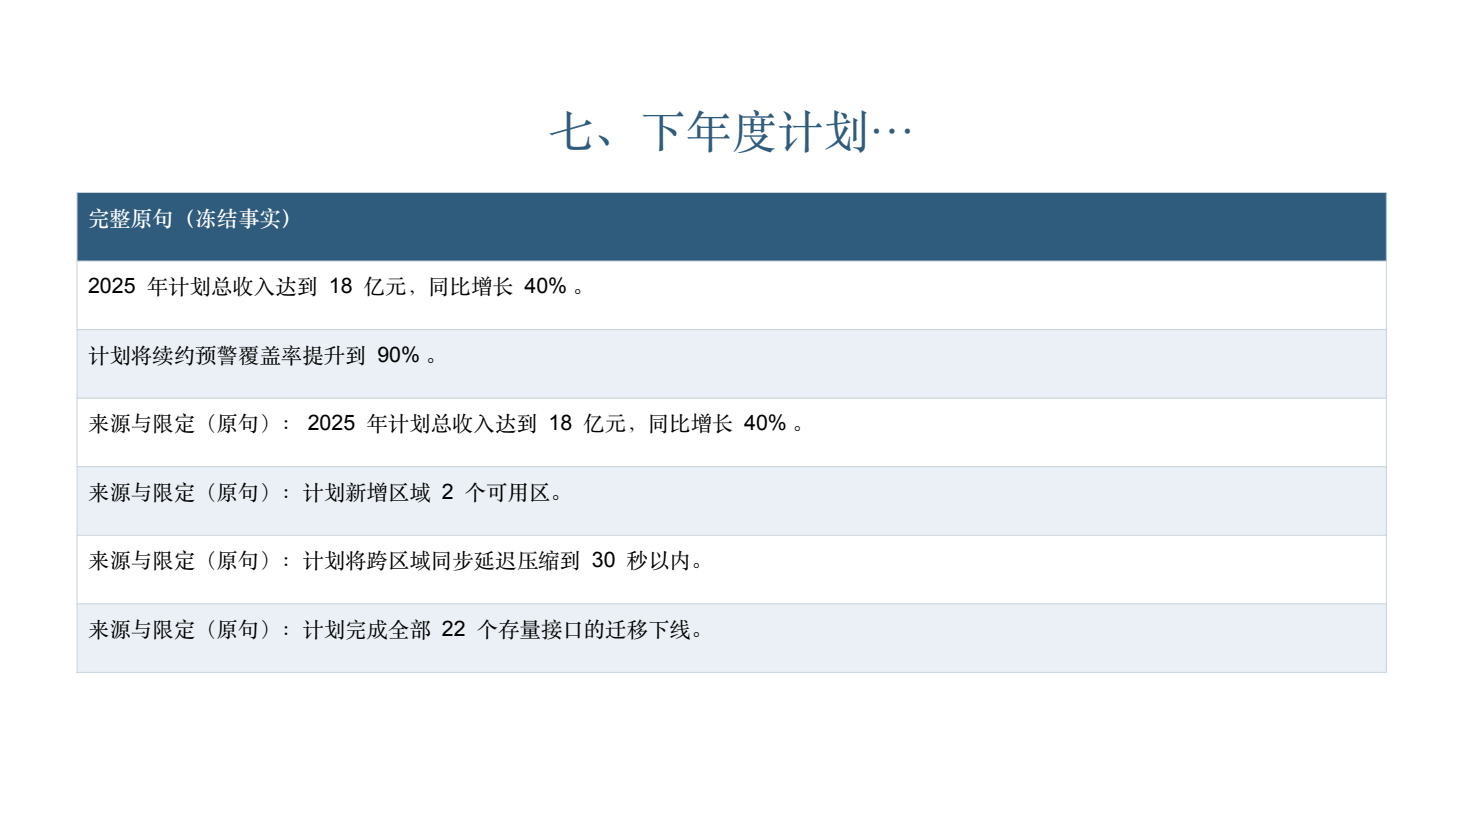 七、下年度计划…
完整原句（冻结事实）
2025 年计划总收入达到 18 亿元，同比增长 40% 。
计划将续约预警覆盖率提升到 90% 。
来源与限定（原句）： 2025 年计划总收入达到 18 亿元，同比增长 40% 。
来源与限定（原句）：计划新增区域 2 个可用区。
来源与限定（原句）：计划将跨区域同步延迟压缩到 30 秒以内。
来源与限定（原句）：计划完成全部 22 个存量接口的迁移下线。